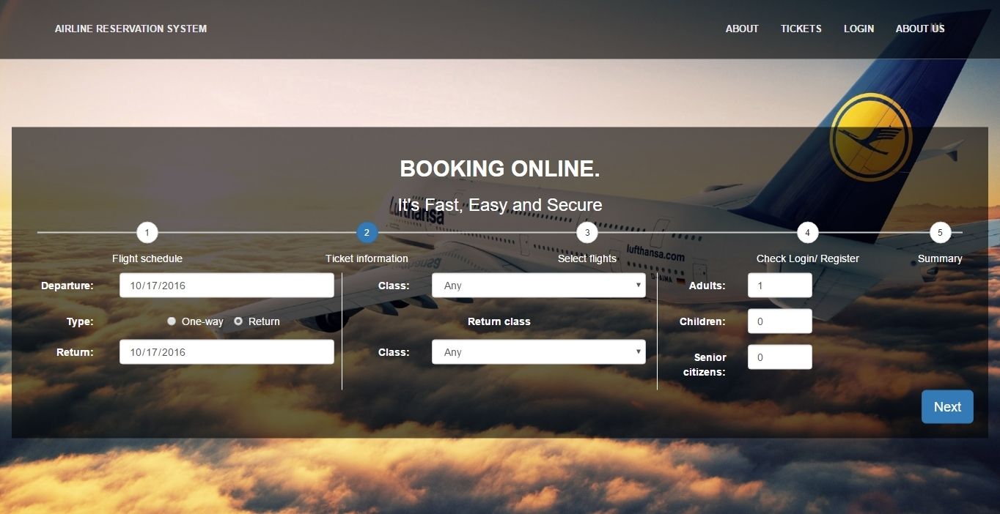 AIRLINE RESERVATION SYSTEM
ABOUT TICKETS LOGIN ABOUT US
BOOKING ONLINE.
It's Fast, Easy and Secure
Lufthansa
1 2 3 4 5
lufthansa.com
Flight schedule Ticket information Select flights Check Login/ Register Summary
D-AIMA
Departure: 10/17/2016 Class: Any Adults: 1
Type: One-way Return Return class Children: 0
Return: 10/17/2016 Class: Any Senior citizens: 0
Next